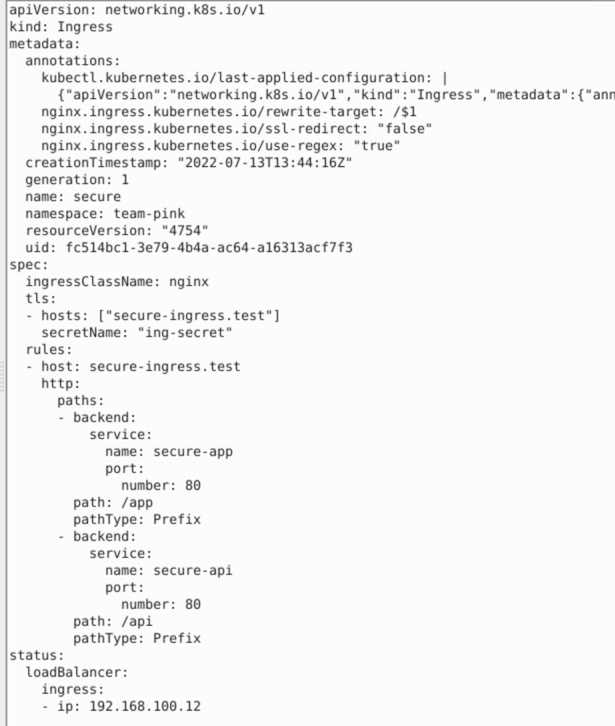 apiVersion: networking.k8s.io/v1
kind: Ingress
metadata:
  annotations:
    kubectl.kubernetes.io/last-applied-configuration: |
      {"apiVersion":"networking.k8s.io/v1","kind":"Ingress","metadata":{"ann
    nginx.ingress.kubernetes.io/rewrite-target: /$1
    nginx.ingress.kubernetes.io/ssl-redirect: "false"
    nginx.ingress.kubernetes.io/use-regex: "true"
  creationTimestamp: "2022-07-13T13:44:16Z"
  generation: 1
  name: secure
  namespace: team-pink
  resourceVersion: "4754"
  uid: fc514bc1-3e79-4b4a-ac64-a16313acf7f3
spec:
  ingressClassName: nginx
  tls:
  - hosts: ["secure-ingress.test"]
    secretName: "ing-secret"
  rules:
  - host: secure-ingress.test
    http:
      paths:
      - backend:
          service:
            name: secure-app
            port:
              number: 80
        path: /app
        pathType: Prefix
      - backend:
          service:
            name: secure-api
            port:
              number: 80
        path: /api
        pathType: Prefix
status:
  loadBalancer:
    ingress:
    - ip: 192.168.100.12